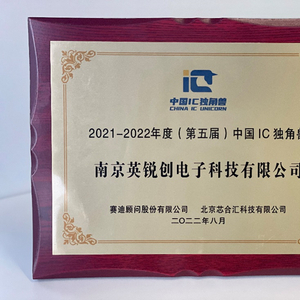 中国IC独角兽
CHINA IC UNICORN
2021-2022年度（第五届）中国IC独角
南京英锐创电子科技有限公司
赛迪顾问股份有限公司 北京芯合汇科技有限公司
二〇二二年八月